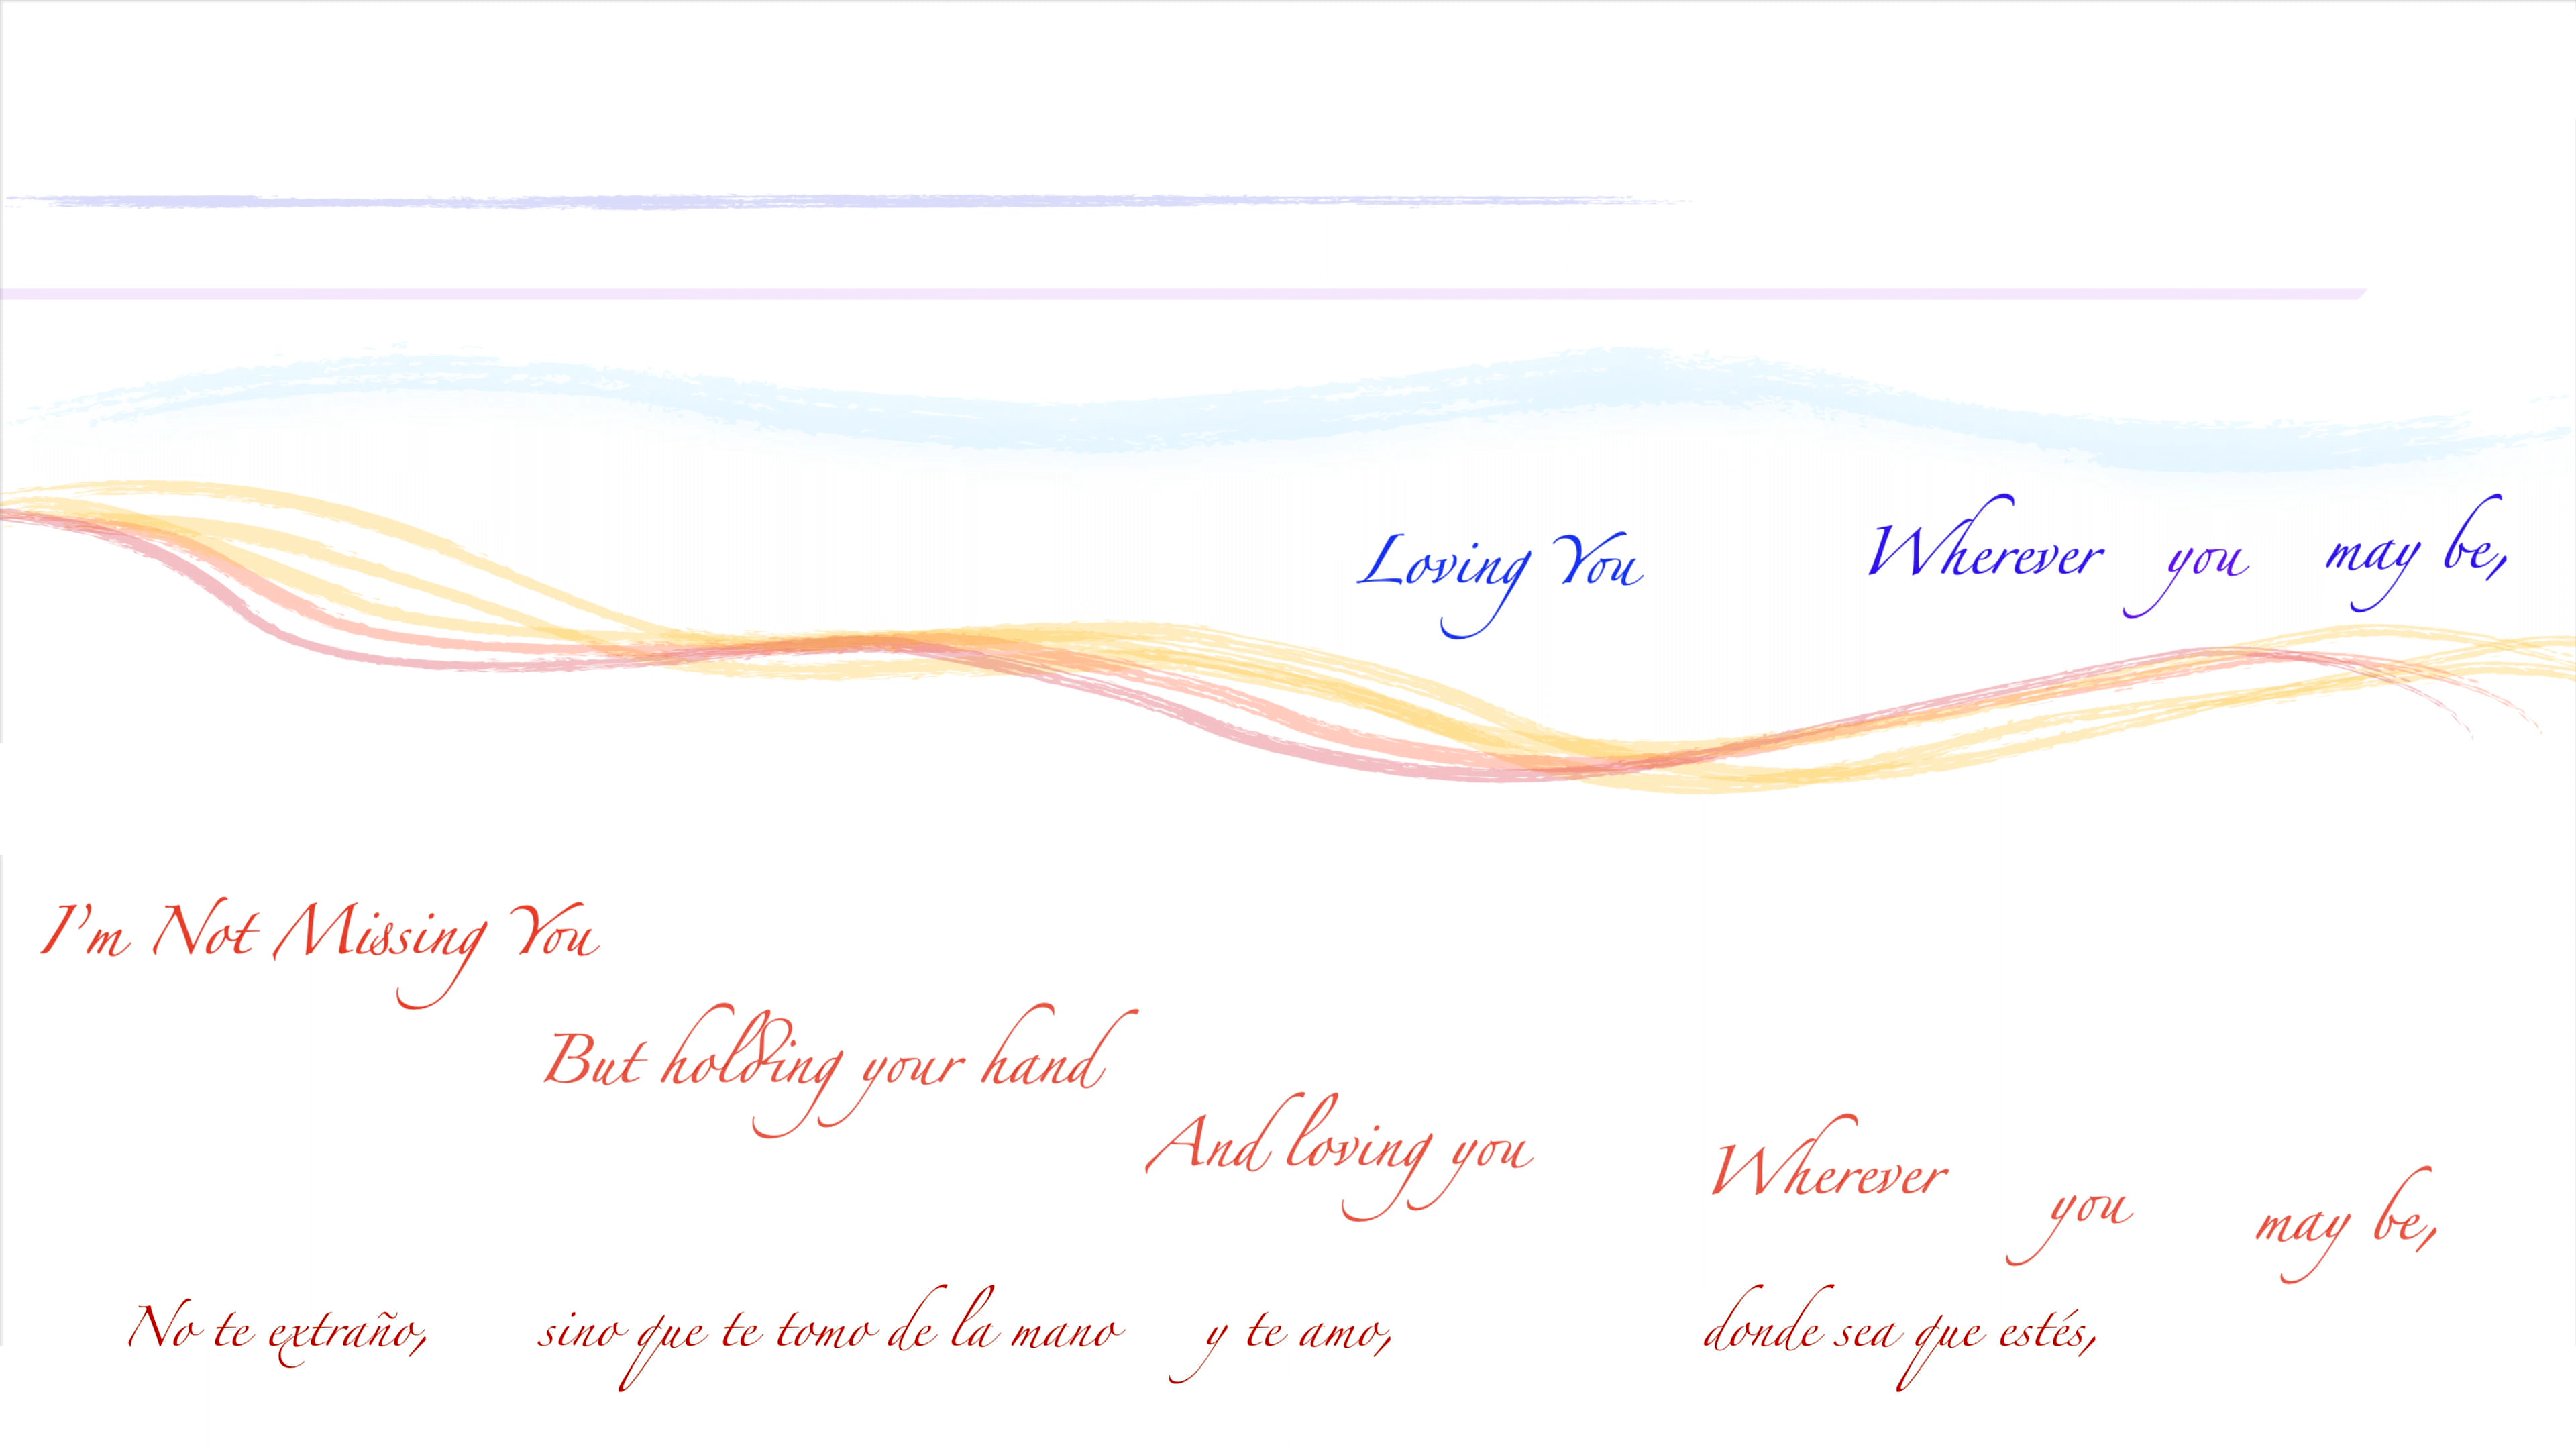 Loving You Wherever you may be,
I'm Not Missing You
But holding your hand
And loving you
Wherever you may be,
No te extraño, sino que te tomo de la mano y te amo, donde sea que estés,